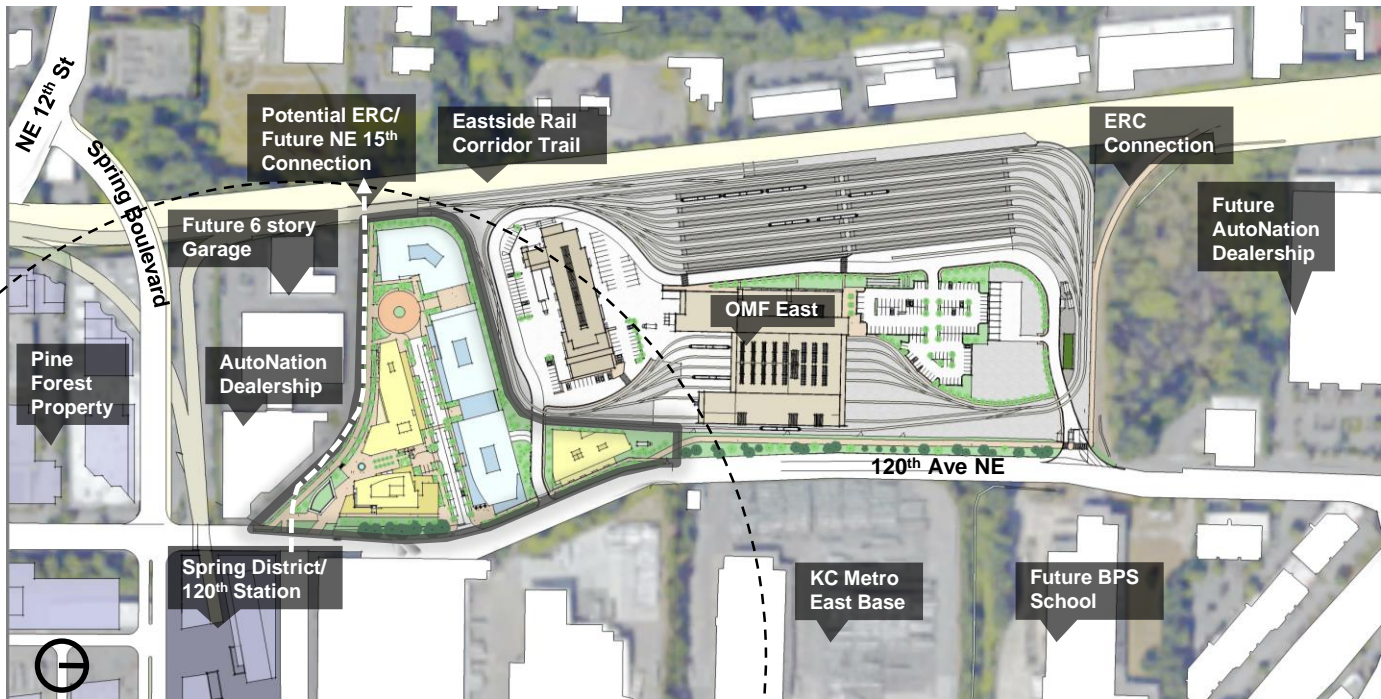 NE 12th St
Spring Boulevard
Potential ERC/
Future NE 15th
Connection
Eastside Rail
Corridor Trail
ERC
Connection
Future 6 story
Garage
Future
AutoNation
Dealership
OMF East
Pine
Forest
Property
AutoNation
Dealership
120th Ave NE
Spring District/
120th Station
KC Metro
East Base
Future BPS
School